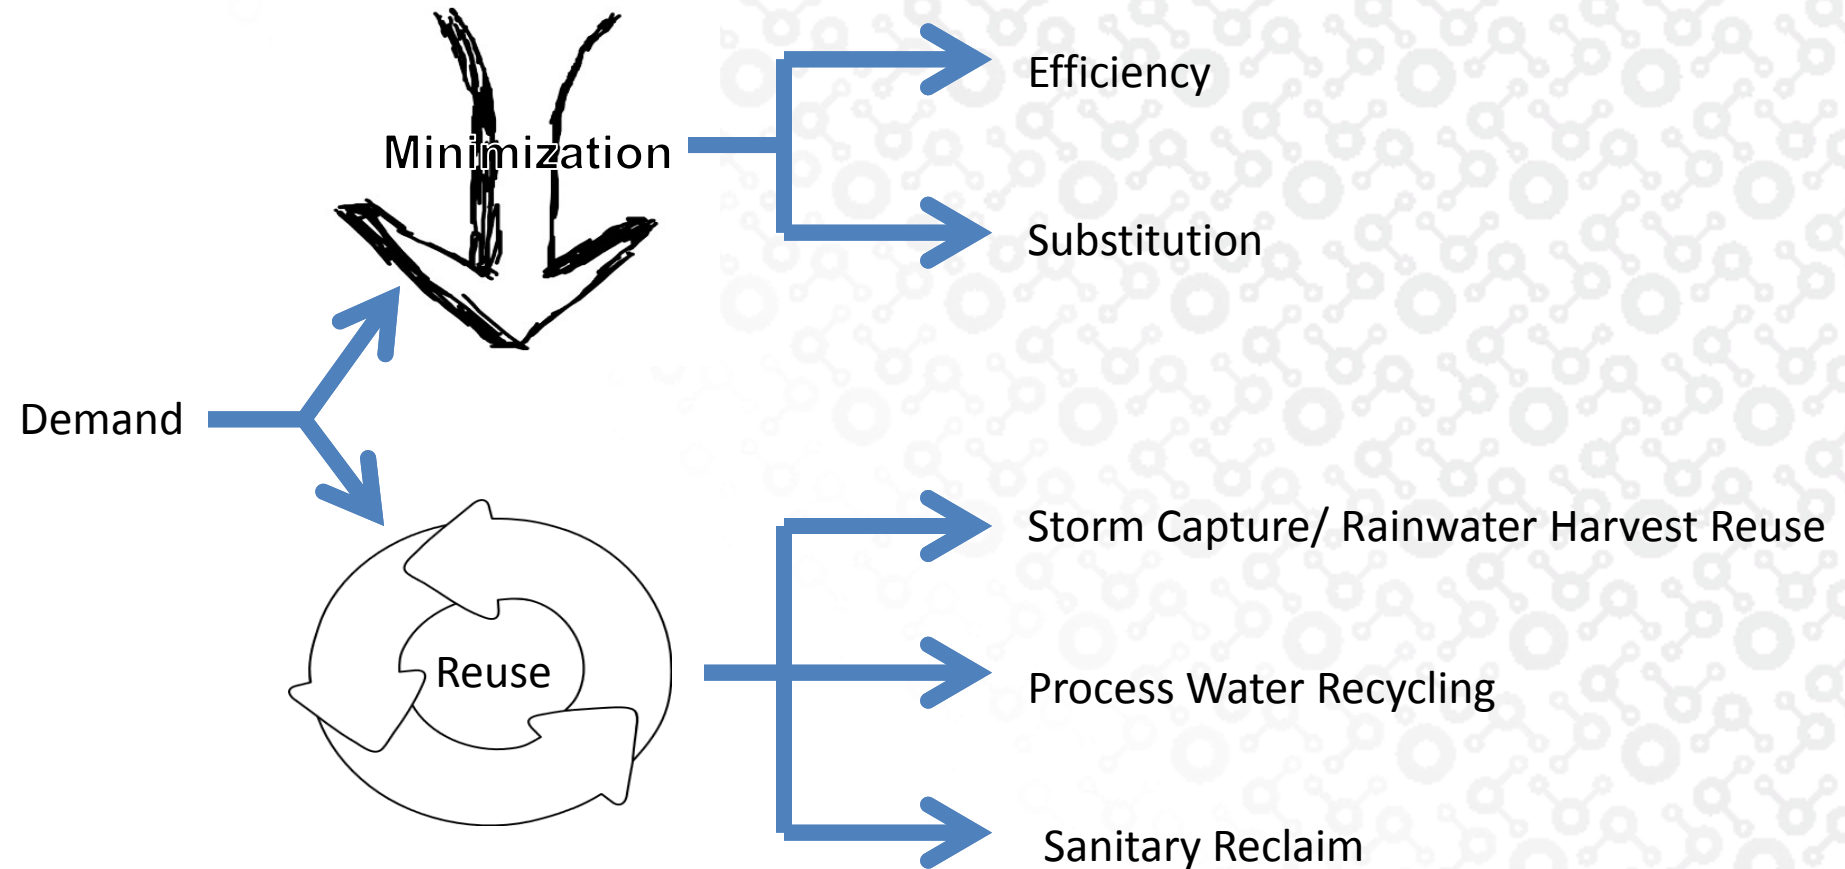 Efficiency
Minimization
Substitution
Demand
Storm Capture/ Rainwater Harvest Reuse
Reuse
Process Water Recycling
Sanitary Reclaim